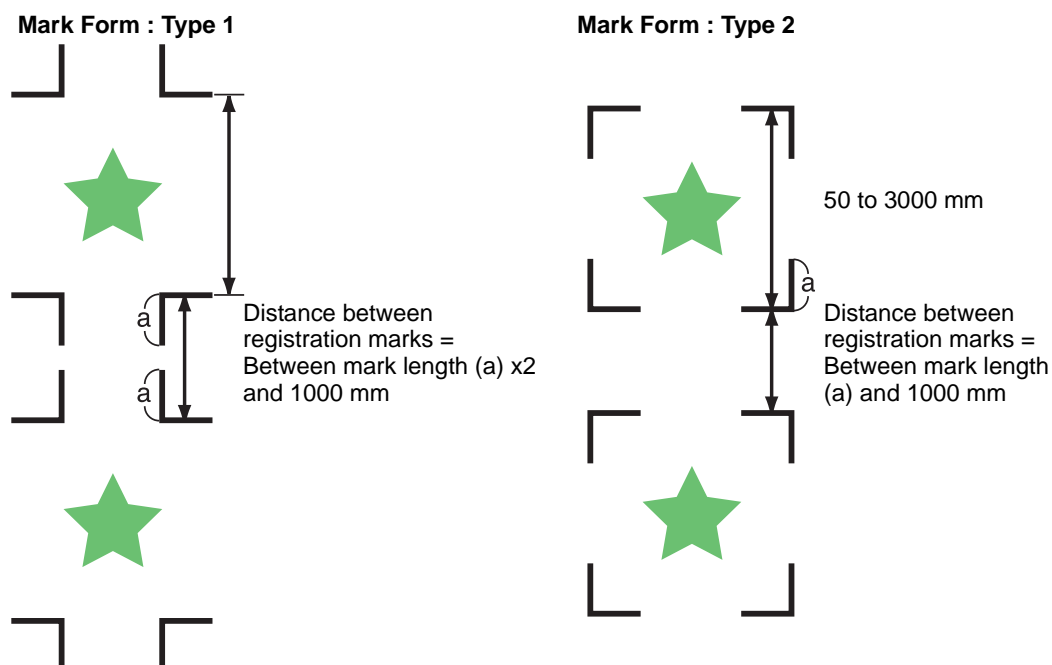 Mark Form : Type 1
a
a
Distance between
registration marks =
Between mark length (a) x2
and 1000 mm
Mark Form : Type 2
50 to 3000 mm
a
Distance between
registration marks =
Between mark length
(a) and 1000 mm